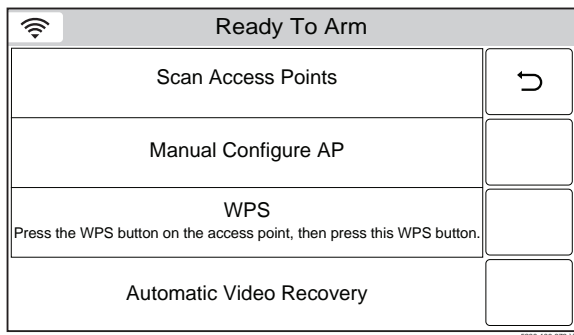 Ready To Arm
Scan Access Points
Manual Configure AP
WPS
Press the WPS button on the access point, then press this WPS button.
Automatic Video Recovery